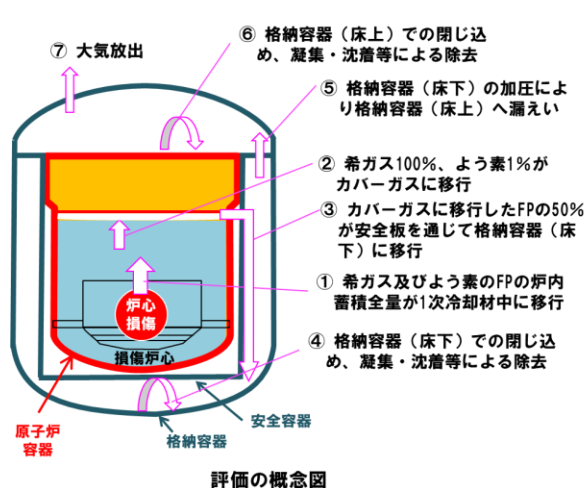 ⑥ 格納容器（床上）での閉じ込
め、凝集・沈着等による除去
⑦ 大気放出
⑤ 格納容器（床下）の加圧によ
り格納容器（床上）へ漏えい
② 希ガス100%、よう素1%が
カバーガスに移行
③ カバーガスに移行したFPの50%
が安全板を通じて格納容器（床
下）に移行
① 希ガス及びよう素のFPの炉内
蓄積全量が1次冷却材中に移行
炉心
損傷
損傷炉心
④ 格納容器（床下）での閉じ込
め、凝集・沈着等による除去
安全容器
原子炉
容器
格納容器
評価の概念図